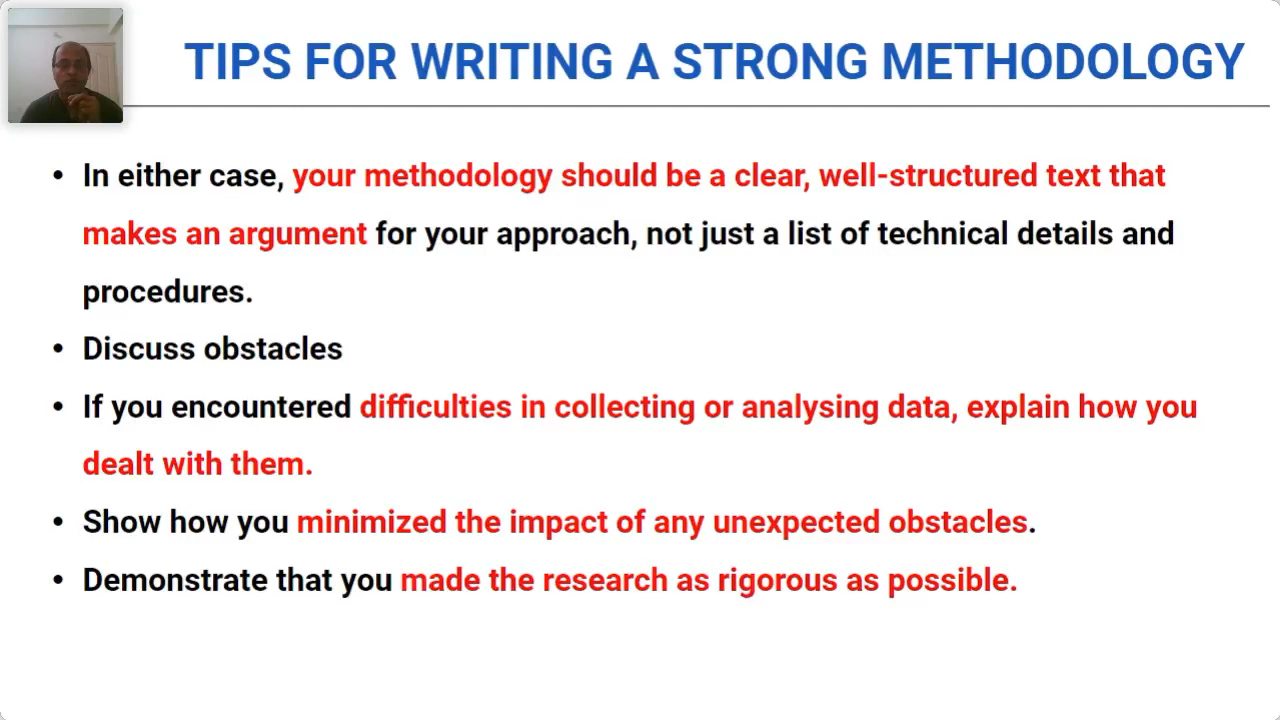 TIPS FOR WRITING A STRONG METHODOLOGY
• In either case, your methodology should be a clear, well-structured text that
makes an argument for your approach, not just a list of technical details and
procedures.
• Discuss obstacles
• If you encountered difficulties in collecting or analysing data, explain how you
dealt with them.
• Show how you minimized the impact of any unexpected obstacles.
• Demonstrate that you made the research as rigorous as possible.